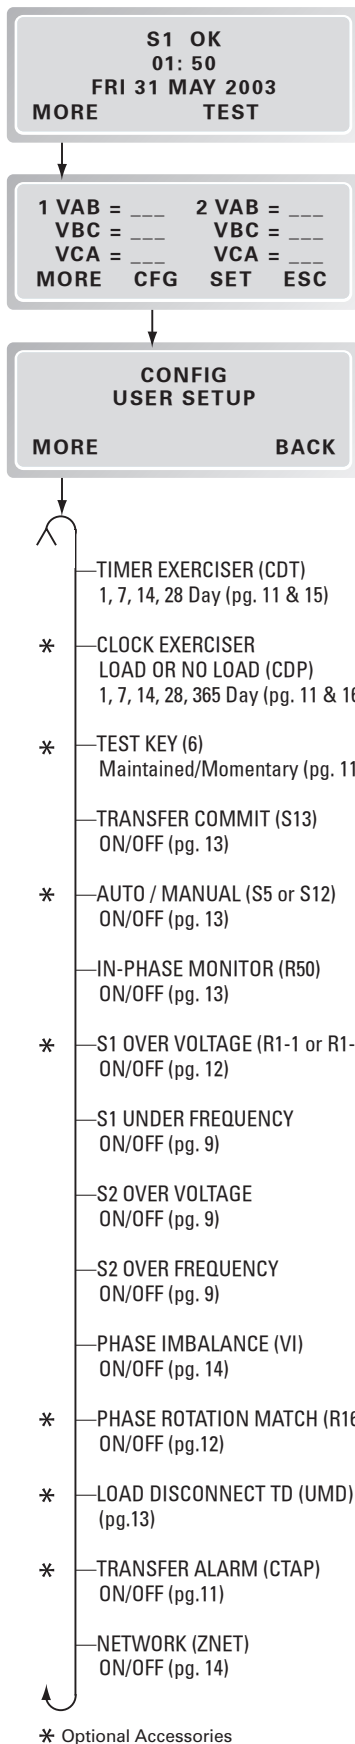 S1 OK
01: 50
FRI 31 MAY 2003
MORE TEST
1 VAB = ___ 2 VAB = ___
VBC = ___ VBC = ___
VCA = ___ VCA = ___
MORE CFG SET ESC
CONFIG
USER SETUP
MORE BACK
TIMER EXERCISER (CDT)
1, 7, 14, 28 Day (pg. 11 & 15)
* CLOCK EXERCISER
LOAD OR NO LOAD (CDP)
1, 7, 14, 28, 365 Day (pg. 11 & 16
* TEST KEY (6)
Maintained/Momentary (pg. 11
TRANSFER COMMIT (S13)
ON/OFF (pg. 13)
* AUTO / MANUAL (S5 or S12)
ON/OFF (pg. 13)
IN-PHASE MONITOR (R50)
ON/OFF (pg. 13)
* S1 OVER VOLTAGE (R1-1 or R1-
ON/OFF (pg. 12)
S1 UNDER FREQUENCY
ON/OFF (pg. 9)
S2 OVER VOLTAGE
ON/OFF (pg. 9)
S2 OVER FREQUENCY
ON/OFF (pg. 9)
PHASE IMBALANCE (VI)
ON/OFF (pg. 14)
* PHASE ROTATION MATCH (R16
ON/OFF (pg.12)
* LOAD DISCONNECT TD (UMD)
(pg.13)
* TRANSFER ALARM (CTAP)
ON/OFF (pg.11)
NETWORK (ZNET)
ON/OFF (pg. 14)
* Optional Accessories